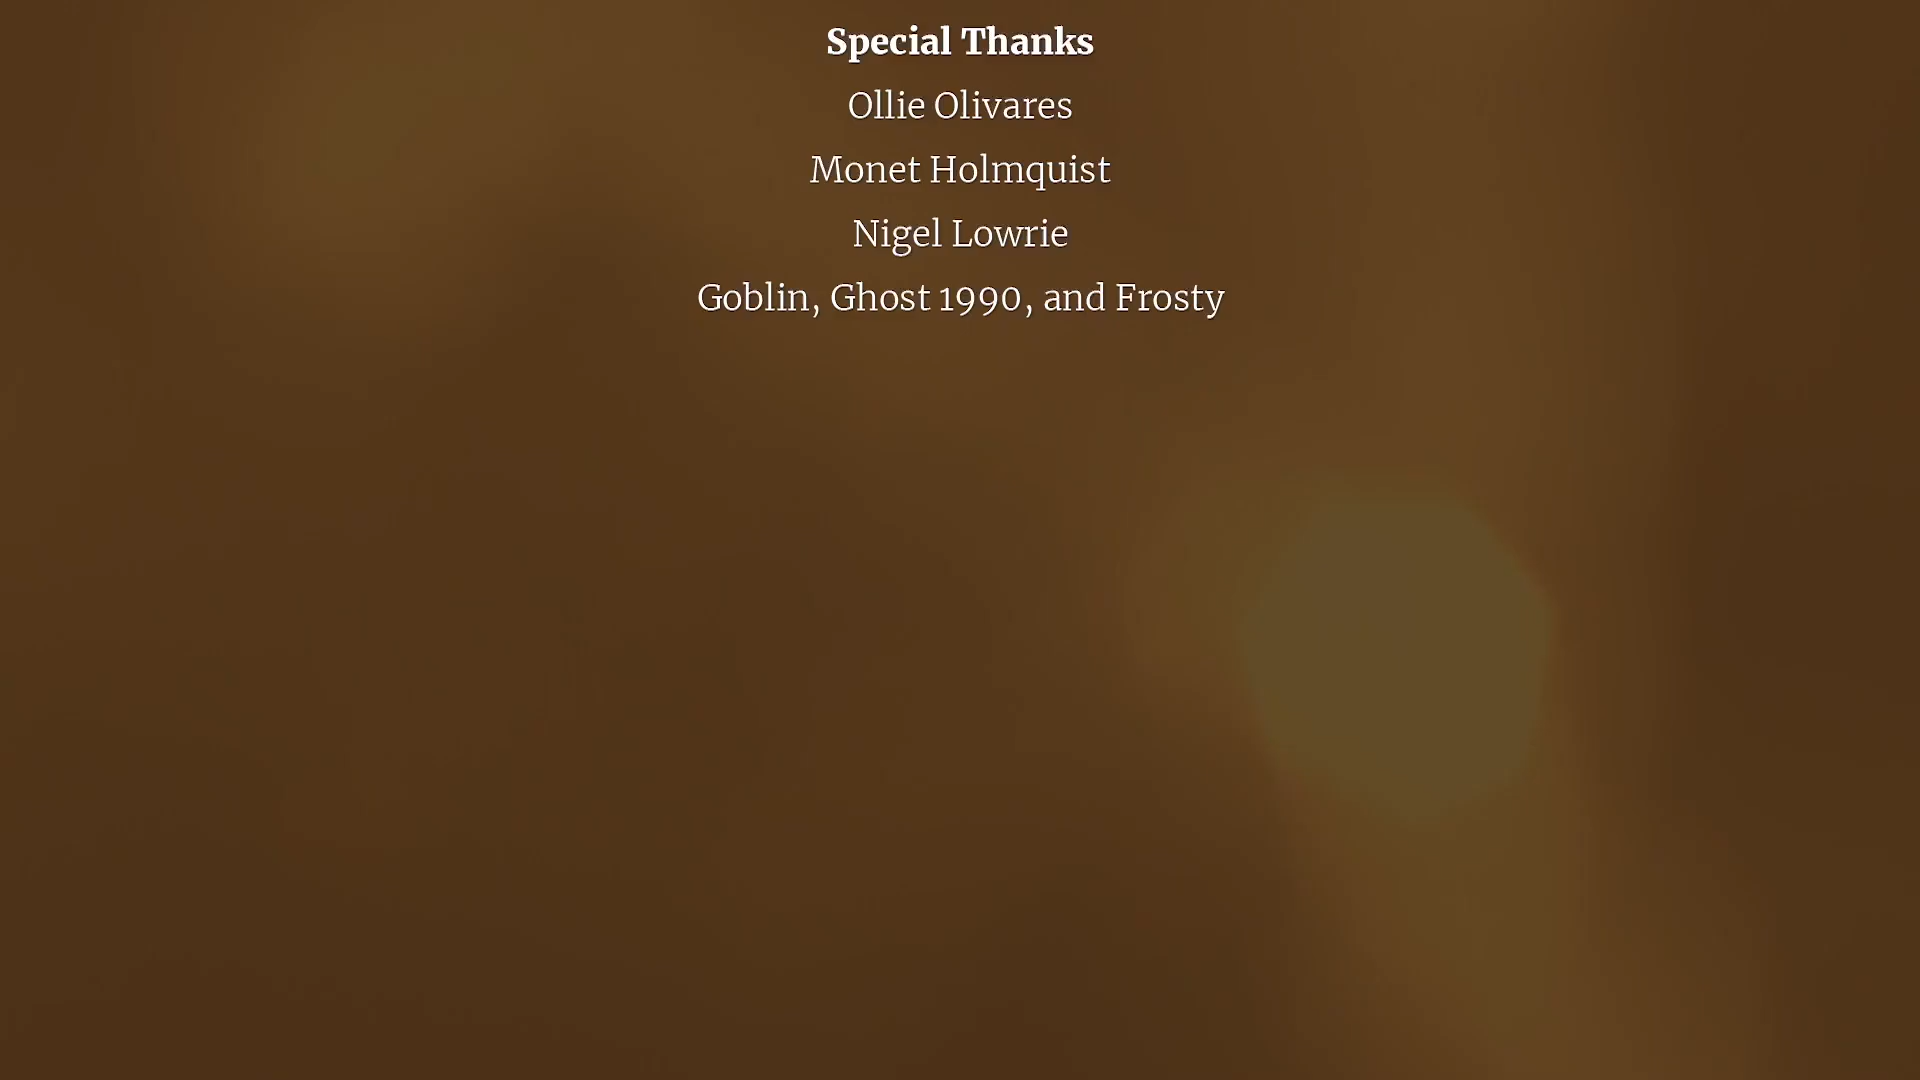 Special Thanks
Ollie Olivares
Monet Holmquist
Nigel Lowrie
Goblin, Ghost 1990, and Frosty